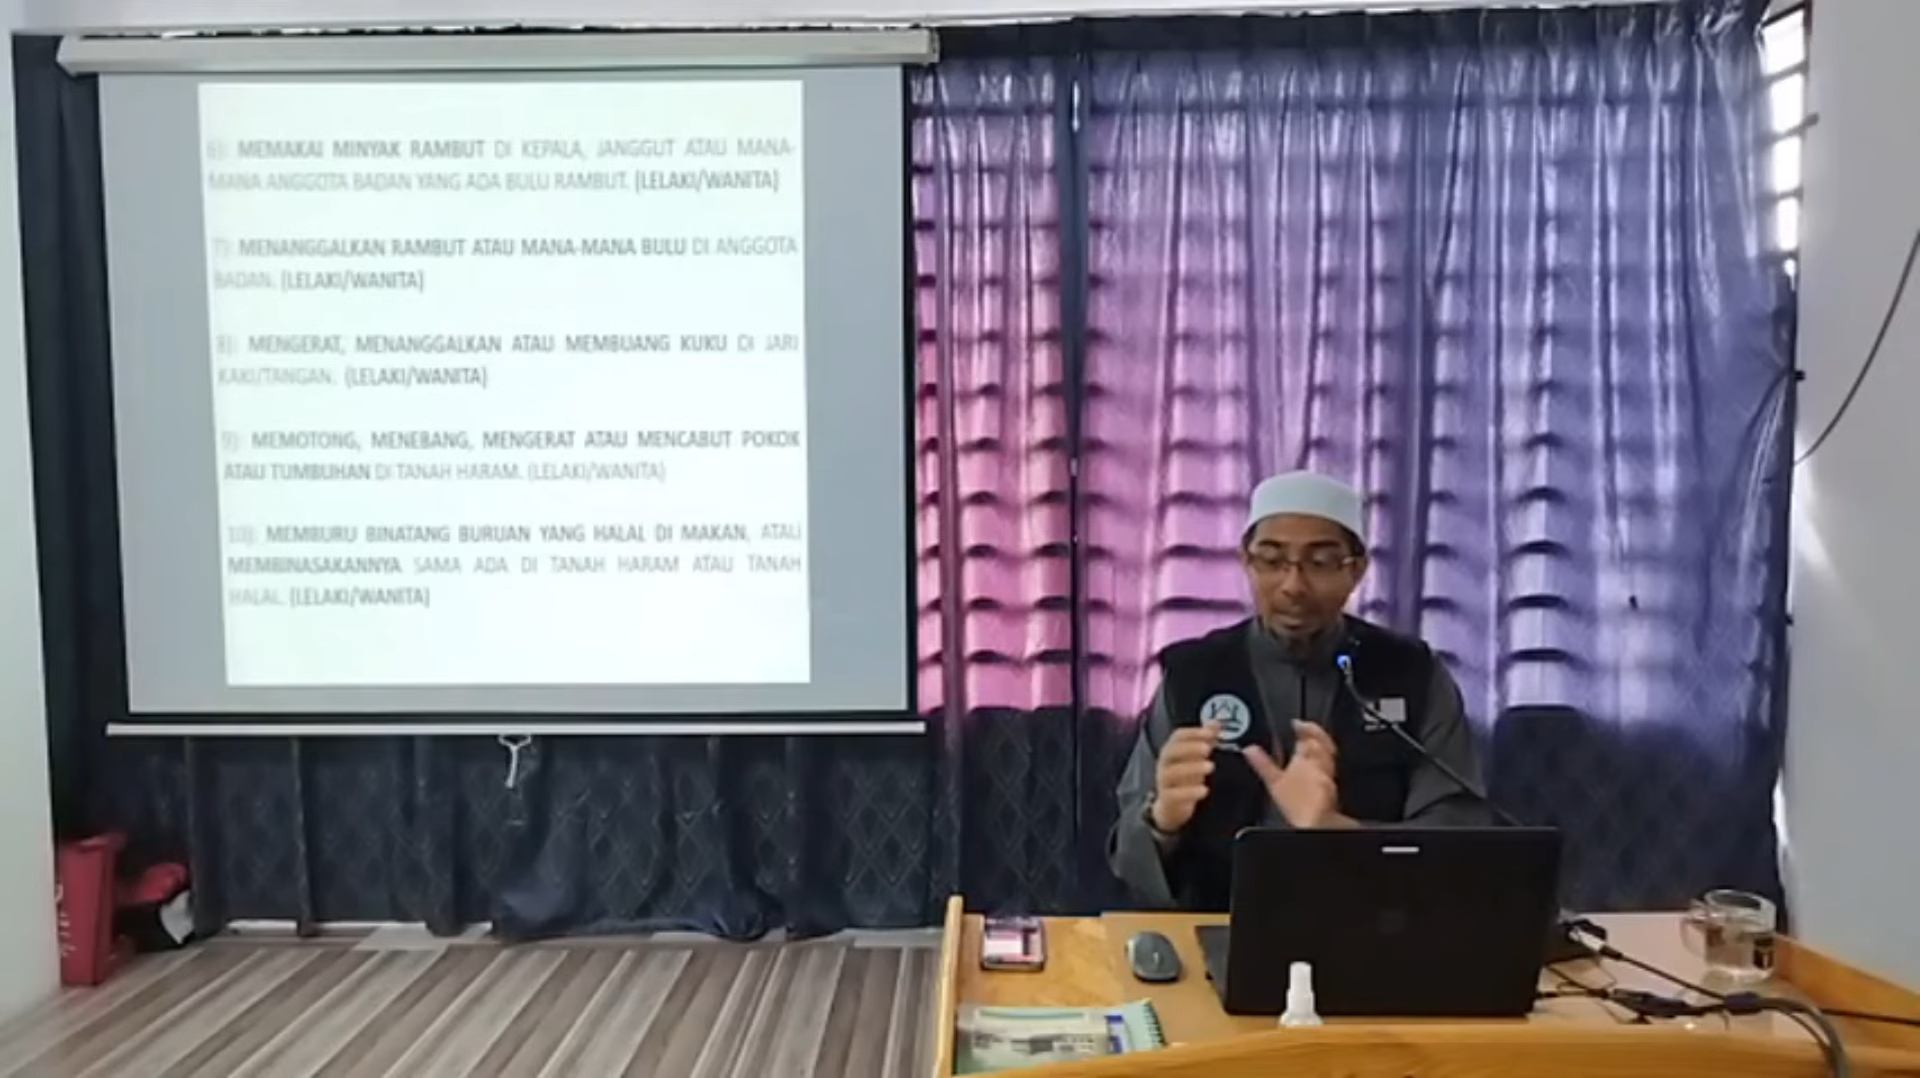 6) MEMAKAI MINYAK RAMBUT DI KEPALA, JANGGUT ATAU MANA-
MANA ANGGOTA BADAN YANG ADA BULU RAMBUT. (LELAKI/WANITA)
7) MENANGGALKAN RAMBUT ATAU MANA-MANA BULU DI ANGGOTA
BADAN. (LELAKI/WANITA)
8) MENGERAT, MENANGGALKAN ATAU MEMBUANG KUKU DI JARI
KAKI/TANGAN. (LELAKI/WANITA)
9) MEMOTONG, MENEBANG, MENGERAT ATAU MENCABUT POKOK
ATAU TUMBUHAN DI TANAH HARAM. (LELAKI/WANITA)
10) MEMBURU BINATANG BURUAN YANG HALAL DI MAKAN, ATAU
MEMBINASAKANNYA SAMA ADA DI TANAH HARAM ATAU TANAH
HALAL. (LELAKI/WANITA)